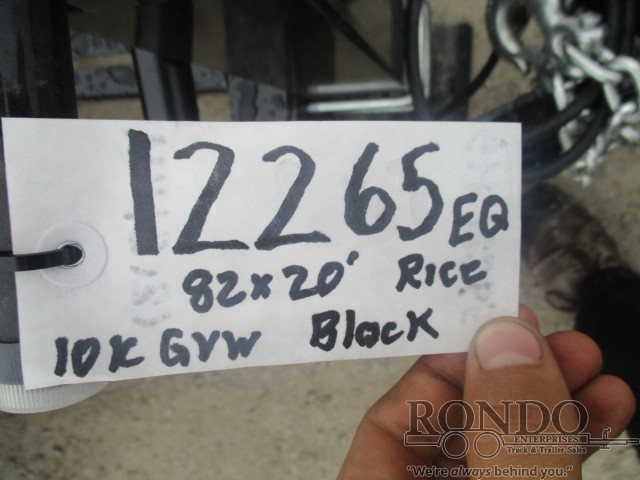 12265 EQ
82x20' RICE
10K GVW Black
RONDO
ENTERPRISES
Truck & Trailer Sales
"We're always behind you."